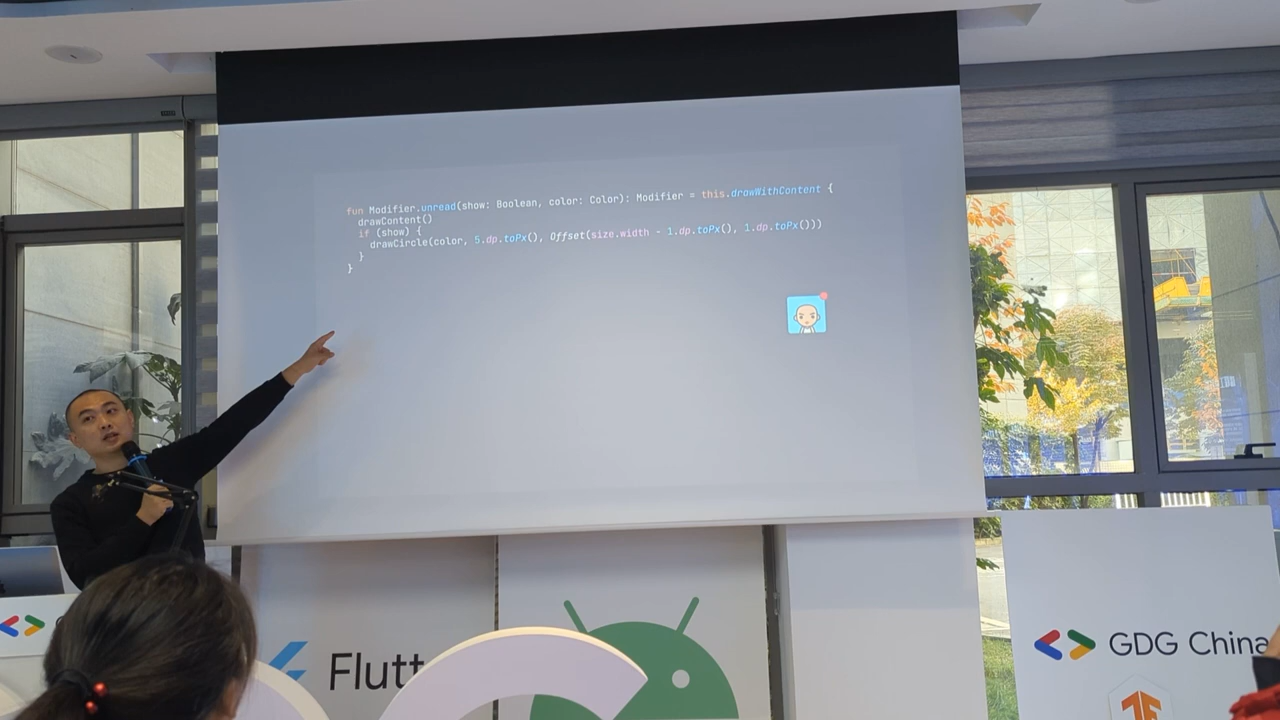 fun Modifier.unread(show: Boolean, color: Color): Modifier = this.drawWithContent {
drawContent()
if (show) {
drawCircle(color, 5.dp.toPx(), Offset(size.width - 1.dp.toPx(), 1.dp.toPx()))
}
}
Flutt
GDG China